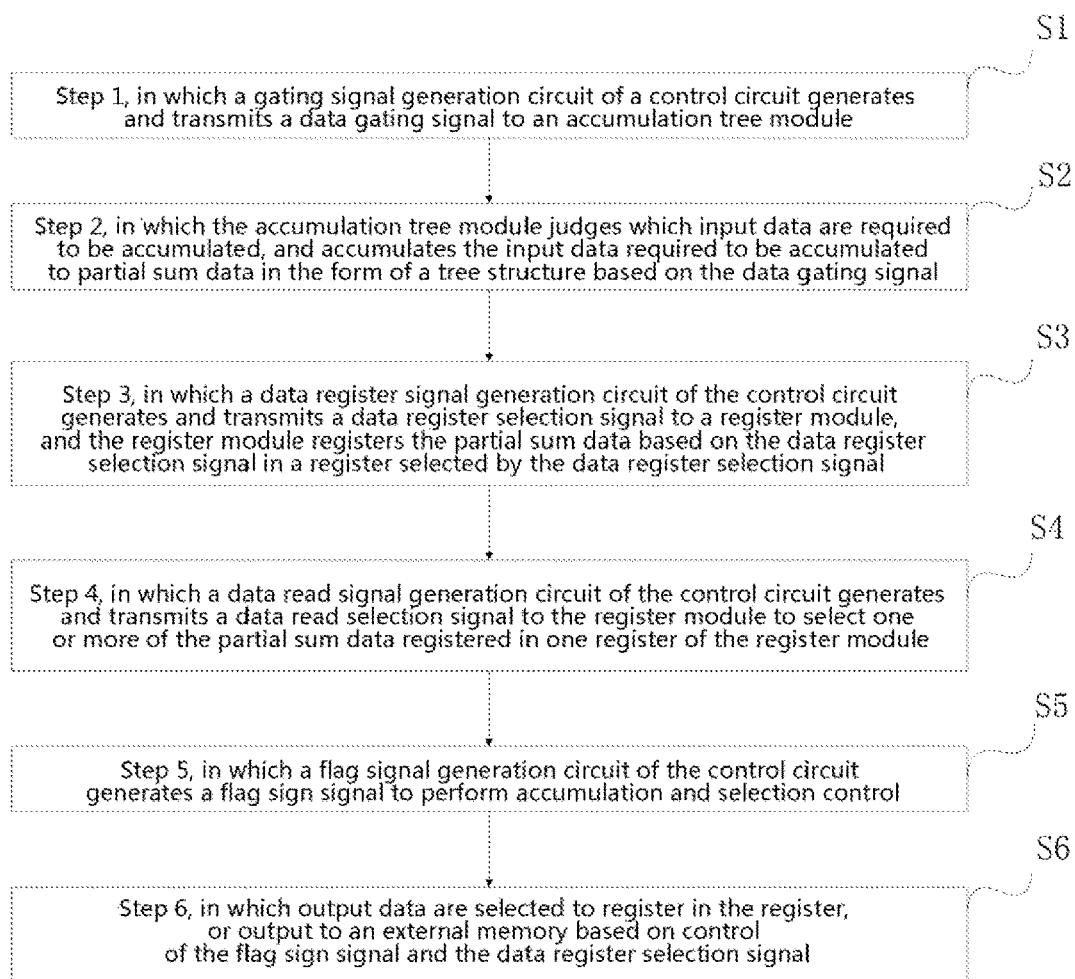 S1
Step 1, in which a gating signal generation circuit of a control circuit generates
and transmits a data gating signal to an accumulation tree module
S2
Step 2, in which the accumulation tree module judges which input data are required
to be accumulated, and accumulates the input data required to be accumulated
to partial sum data in the form of a tree structure based on the data gating signal
S3
Step 3, in which a data register signal generation circuit of the control circuit
generates and transmits a data register selection signal to a register module,
and the register module registers the partial sum data based on the data register
selection signal in a register selected by the data register selection signal
S4
Step 4, in which a data read signal generation circuit of the control circuit generates
and transmits a data read selection signal to the register module to select one
or more of the partial sum data registered in one register of the register module
S5
Step 5, in which a flag signal generation circuit of the control circuit
generates a flag sign signal to perform accumulation and selection control
S6
Step 6, in which output data are selected to register in the register,
or output to an external memory based on control
of the flag sign signal and the data register selection signal